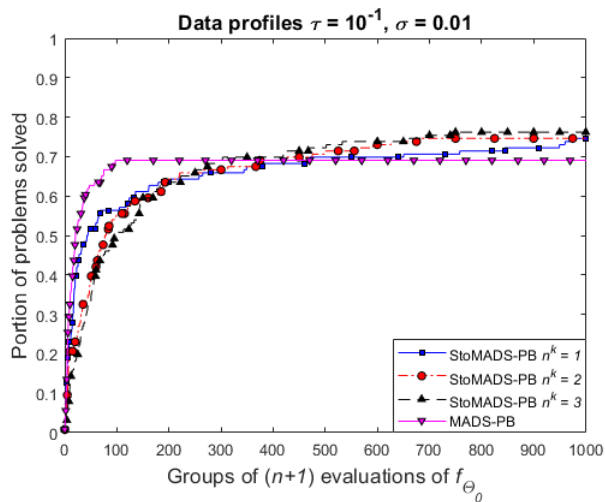 Data profiles τ = 10^-1, σ = 0.01
Portion of problems solved
1
0.9
0.8
0.7
0.6
0.5
0.4
0.3
0.2
0.1
0
0 100 200 300 400 500 600 700 800 900 1000
Groups of (n+1) evaluations of f_Θ_0
StoMADS-PB n^k = 1
StoMADS-PB n^k = 2
StoMADS-PB n^k = 3
MADS-PB